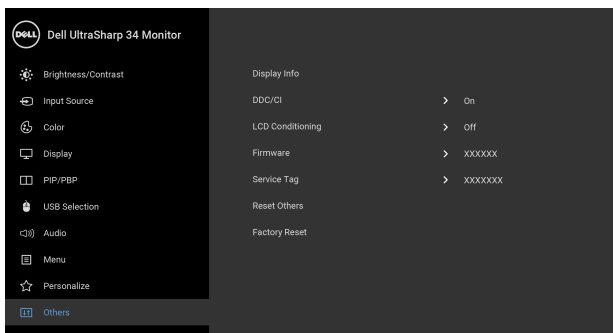 DELL Dell UltraSharp 34 Monitor
Brightness/Contrast
Input Source
Color
Display
PIP/PBP
USB Selection
Audio
Menu
Personalize
Others
Display Info
DDC/CI > On
LCD Conditioning > Off
Firmware > XXXXXX
Service Tag > XXXXXXX
Reset Others
Factory Reset